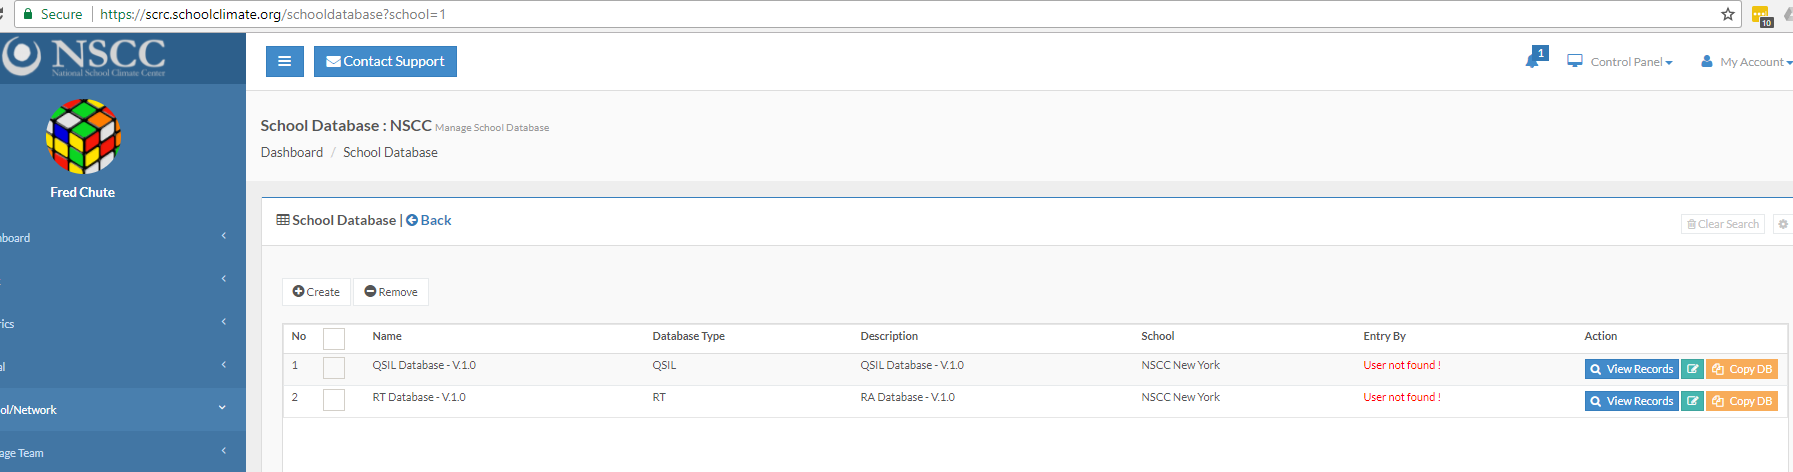 Secure https://scrc.schoolclimate.org/schooldatabase?school=1
10
NSCC
National School Climate Center
Contact Support
1
Control Panel
My Account
Fred Chute
School Database : NSCC Manage School Database
Dashboard / School Database
School Database | Back
Clear Search
nboard
rics
al
ol/Network
age Team
Create
Remove
No Name Database Type Description School Entry By Action
1 QSIL Database - V.1.0 QSIL QSIL Database - V.1.0 NSCC New York User not found ! View Records Copy DB
2 RT Database - V.1.0 RT RA Database - V.1.0 NSCC New York User not found ! View Records Copy DB